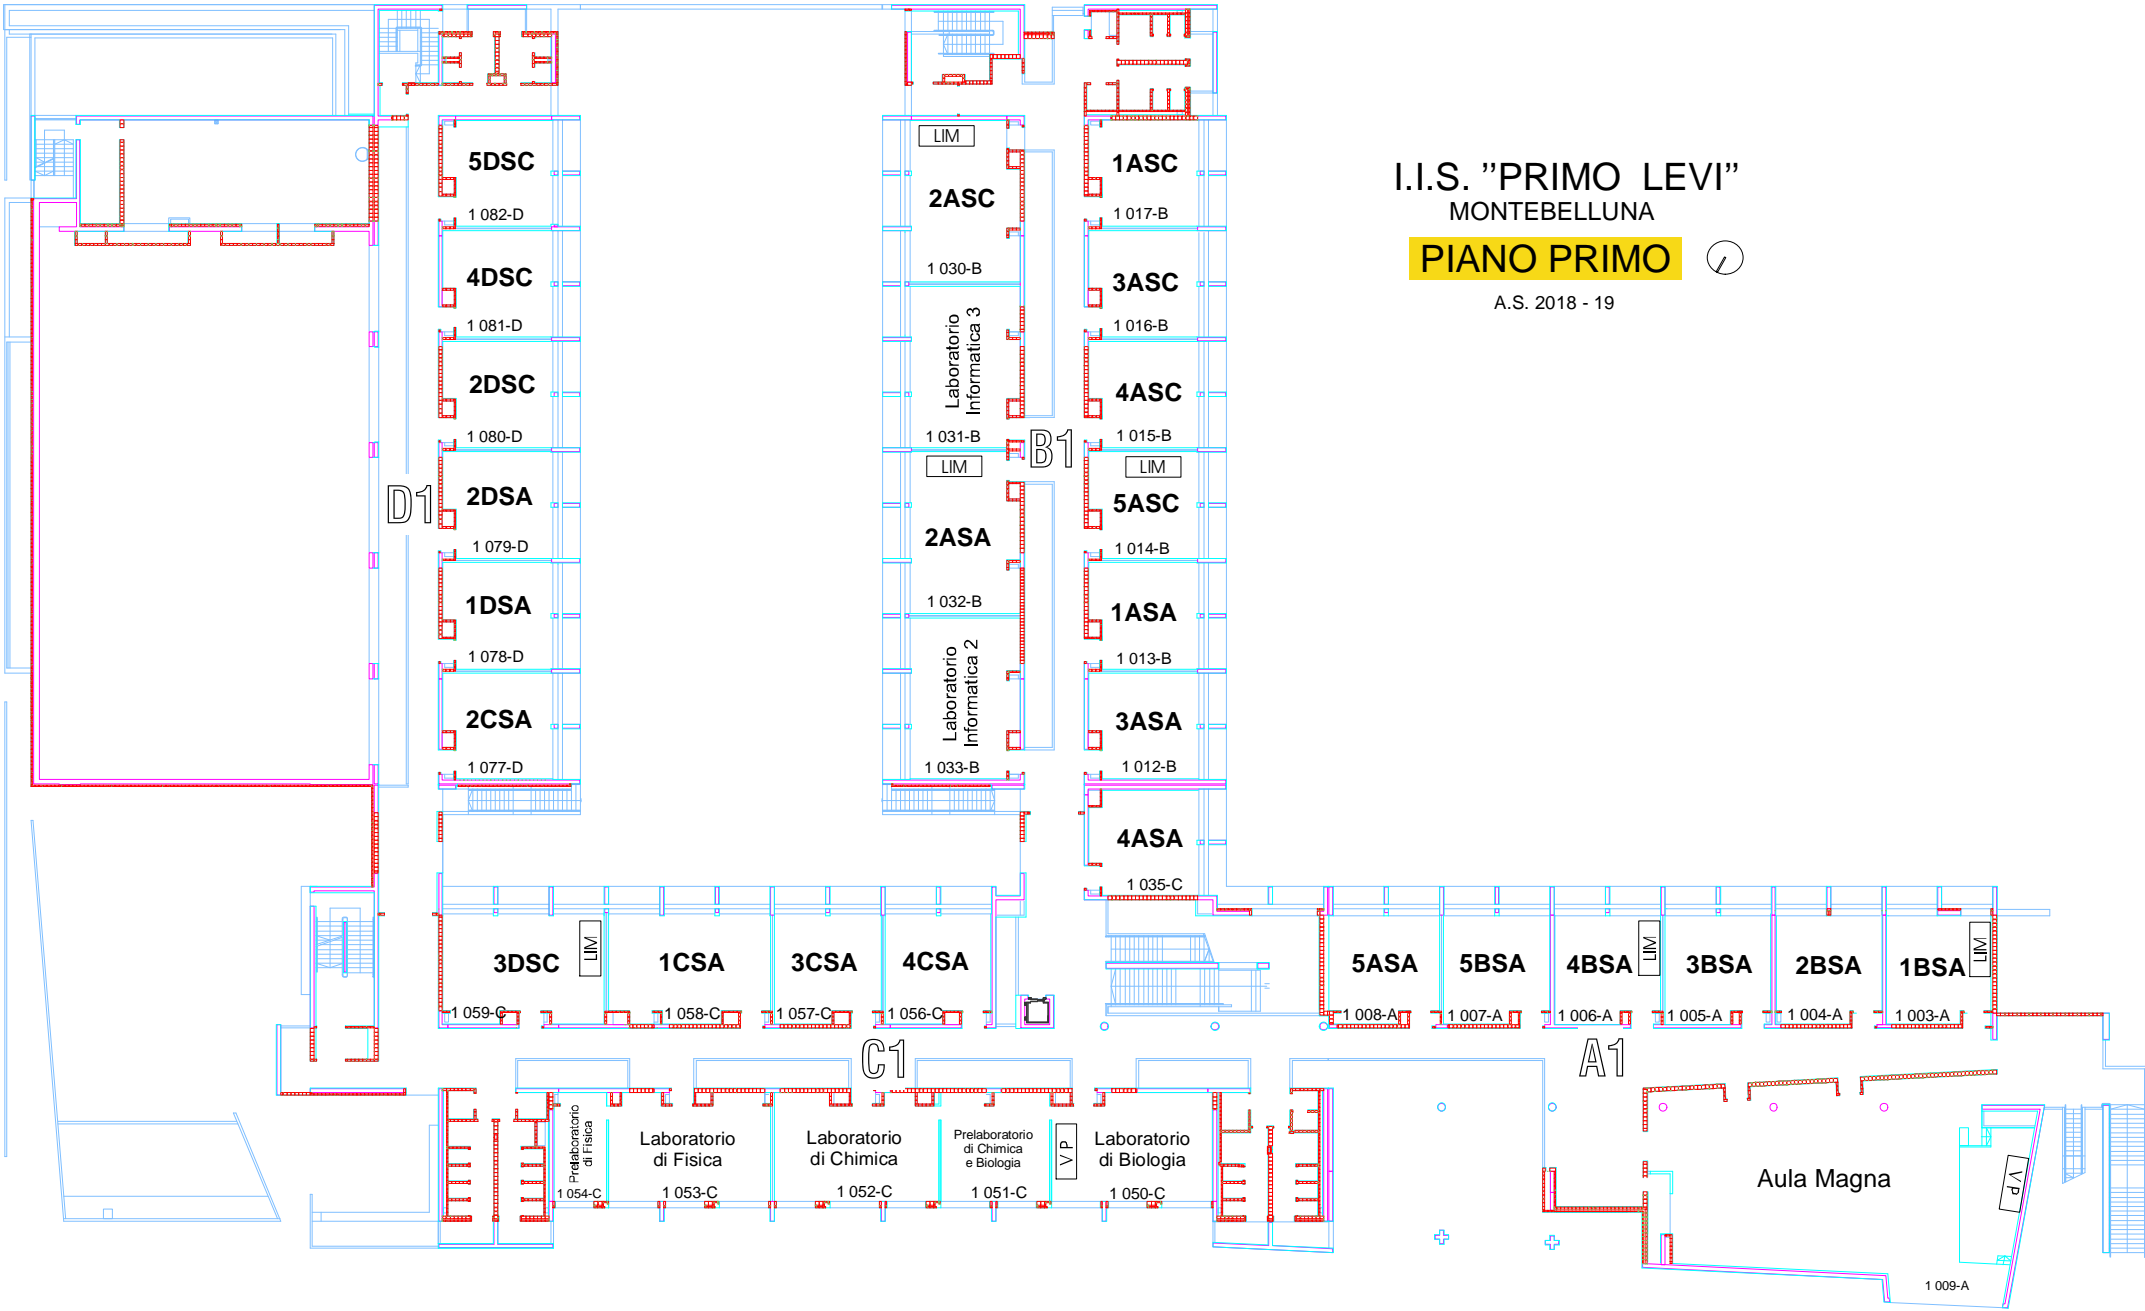 I.I.S. ”PRIMO LEVI”
MONTEBELLUNA
PIANO PRIMO
A.S. 2018 - 19
5DSC
1 082-D
4DSC
1 081-D
2DSC
1 080-D
D1
2DSA
1 079-D
1DSA
1 078-D
2CSA
1 077-D
LIM
2ASC
1 030-B
Laboratorio
Informatica 3
1 031-B
LIM
2ASA
1 032-B
Laboratorio
Informatica 2
1 033-B
B1
1ASC
1 017-B
3ASC
1 016-B
4ASC
1 015-B
LIM
5ASC
1 014-B
1ASA
1 013-B
3ASA
1 012-B
4ASA
1 035-C
3DSC
LIM
1 059-C
1CSA
1 058-C
3CSA
1 057-C
4CSA
1 056-C
C1
5ASA
1 008-A
5BSA
1 007-A
4BSA
LIM
1 006-A
3BSA
1 005-A
2BSA
1 004-A
1BSA
LIM
1 003-A
A1
Prelaboratorio
di Fisica
1 054-C
Laboratorio
di Fisica
1 053-C
Laboratorio
di Chimica
1 052-C
Prelaboratorio
di Chimica
e Biologia
1 051-C
V P
Laboratorio
di Biologia
1 050-C
Aula Magna
V P
1 009-A